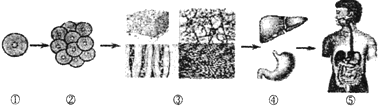 ① ② ③ ④ ⑤